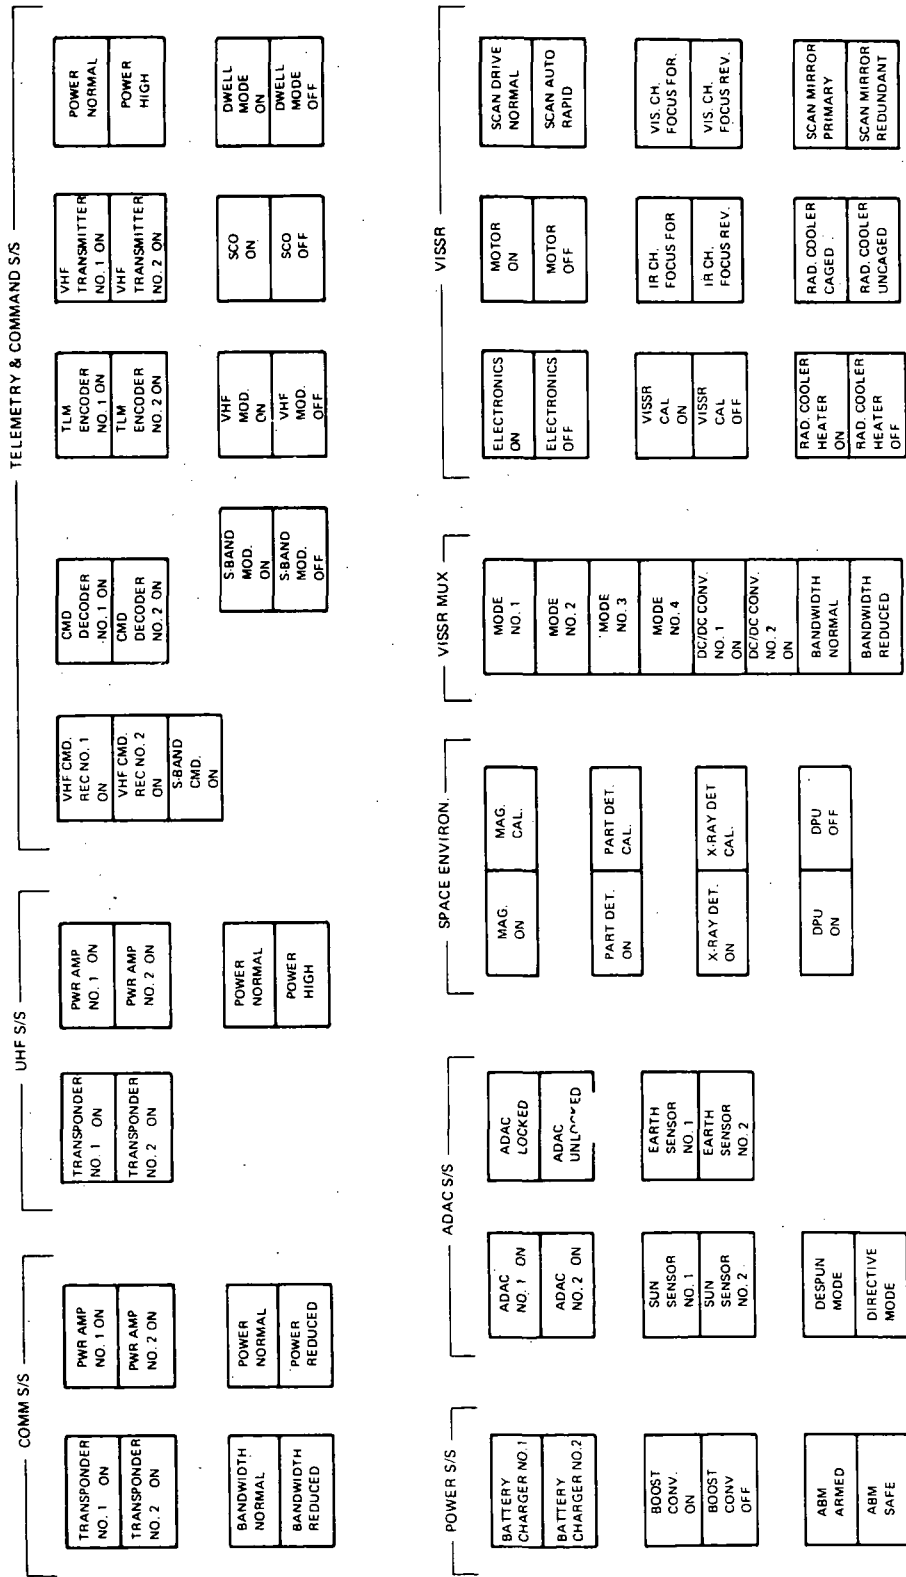 COMM S/S
TRANSPONDER
NO. 1 ON
TRANSPONDER
NO. 2 ON
PWR AMP
NO. 1 ON
PWR AMP
NO. 2 ON
BANDWIDTH
NORMAL
BANDWIDTH
REDUCED
POWER
NORMAL
POWER
REDUCED
UHF S/S
TRANSPONDER
NO. 1 ON
TRANSPONDER
NO. 2 ON
PWR AMP
NO. 1 ON
PWR AMP
NO. 2 ON
POWER
NORMAL
POWER
HIGH
TELEMETRY & COMMAND S/S
VHF CMD.
REC NO. 1
ON
VHF CMD.
REC NO. 2
ON
S-BAND
CMD.
ON
CMD
DECODER
NO. 1 ON
CMD
DECODER
NO. 2 ON
TLM
ENCODER
NO. 1 ON
TLM
ENCODER
NO. 2 ON
VHF
TRANSMITTER
NO. 1 ON
VHF
TRANSMITTER
NO. 2 ON
POWER
NORMAL
POWER
HIGH
S-BAND
MOD.
ON
S-BAND
MOD.
OFF
VHF
MOD.
ON
VHF
MOD.
OFF
SCO
ON
SCO
OFF
DWELL
MODE
ON
DWELL
MODE
OFF
POWER S/S
BATTERY
CHARGER NO.1
BATTERY
CHARGER NO.2
BOOST
CONV.
ON
BOOST
CONV
OFF
ABM
ARMED
ABM
SAFE
ADAC S/S
ADAC
NO. 1 ON
ADAC
NO. 2 ON
ADAC
LOCKED
ADAC
UNLOCKED
SUN
SENSOR
NO. 1
SUN
SENSOR
NO. 2
EARTH
SENSOR
NO. 1
EARTH
SENSOR
NO. 2
DESPUN
MODE
DIRECTIVE
MODE
SPACE ENVIRON.
MAG.
ON
MAG.
CAL.
PART DET.
ON
PART DET.
CAL.
X-RAY DET.
ON
X-RAY DET
CAL.
DPU
ON
DPU
OFF
VISSR MUX
MODE
NO. 1
MODE
NO. 2
MODE
NO. 3
MODE
NO. 4
DC/DC CONV.
NO. 1
ON
DC/DC CONV.
NO. 2
ON
BANDWIDTH
NORMAL
BANDWIDTH
REDUCED
VISSR
ELECTRONICS
ON
ELECTRONICS
OFF
MOTOR
ON
MOTOR
OFF
SCAN DRIVE
NORMAL
SCAN AUTO
RAPID
VISSR
CAL
ON
VISSR
CAL
OFF
IR CH.
FOCUS FOR
IR CH.
FOCUS REV.
VIS. CH.
FOCUS FOR.
VIS. CH.
FOCUS REV.
RAD. COOLER
HEATER
ON
RAD. COOLER
HEATER
OFF
RAD. COOLER
CAGED
RAD. COOLER
UNCAGED
SCAN MIRROR
PRIMARY
SCAN MIRROR
REDUNDANT